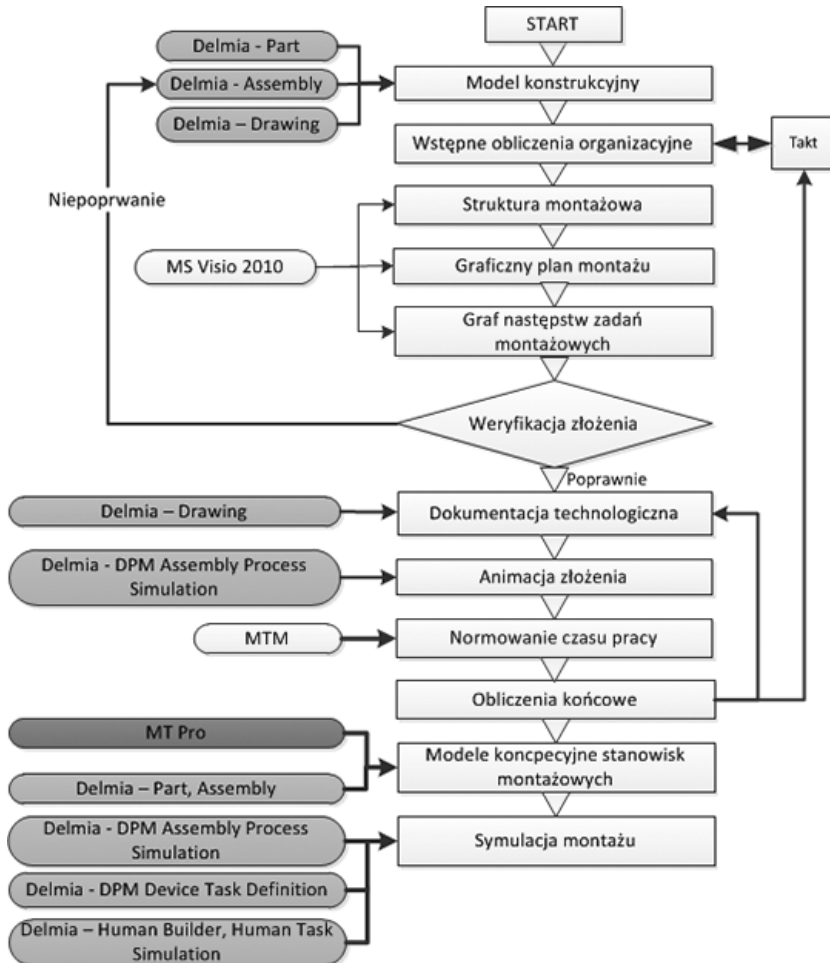 START
Delmia - Part
Delmia - Assembly
Delmia – Drawing
Model konstrukcyjny
Wstępne obliczenia organizacyjne
Takt
Niepoprwanie
Struktura montażowa
MS Visio 2010
Graficzny plan montażu
Graf następstw zadań
montażowych
Weryfikacja złożenia
Poprawnie
Delmia – Drawing
Dokumentacja technologiczna
Delmia - DPM Assembly Process
Simulation
Animacja złożenia
MTM
Normowanie czasu pracy
Obliczenia końcowe
MT Pro
Delmia – Part, Assembly
Modele koncpecyjne stanowisk
montażowych
Delmia - DPM Assembly Process
Simulation
Symulacja montażu
Delmia - DPM Device Task Definition
Delmia – Human Builder, Human Task
Simulation